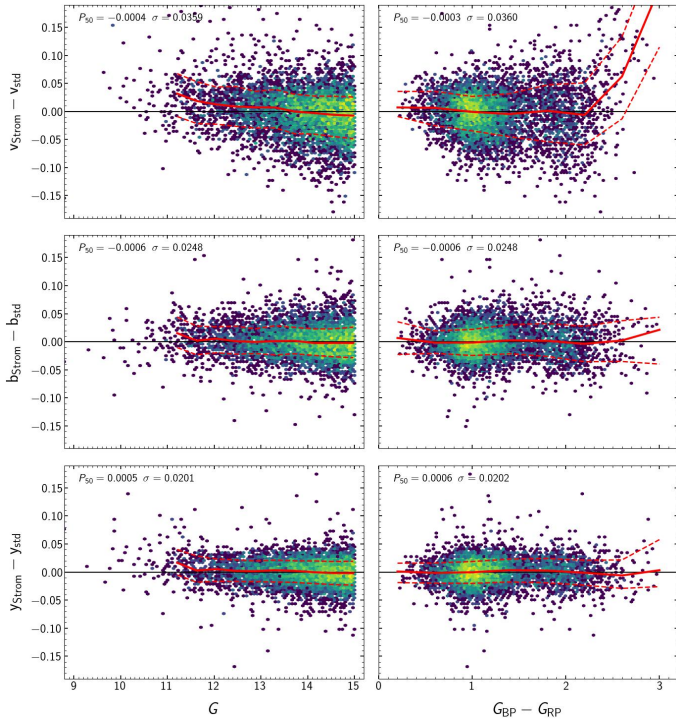 P50 = −0.0004 σ = 0.0359
P50 = −0.0003 σ = 0.0360
0.15
0.10
0.05
0.00
−0.05
−0.10
−0.15
vStrom − vstd
P50 = −0.0006 σ = 0.0248
P50 = −0.0006 σ = 0.0248
0.15
0.10
0.05
0.00
−0.05
−0.10
−0.15
bStrom − bstd
P50 = 0.0005 σ = 0.0201
P50 = 0.0006 σ = 0.0202
0.15
0.10
0.05
0.00
−0.05
−0.10
−0.15
yStrom − ystd
9 10 11 12 13 14 15
0 1 2 3
G
GBP − GRP